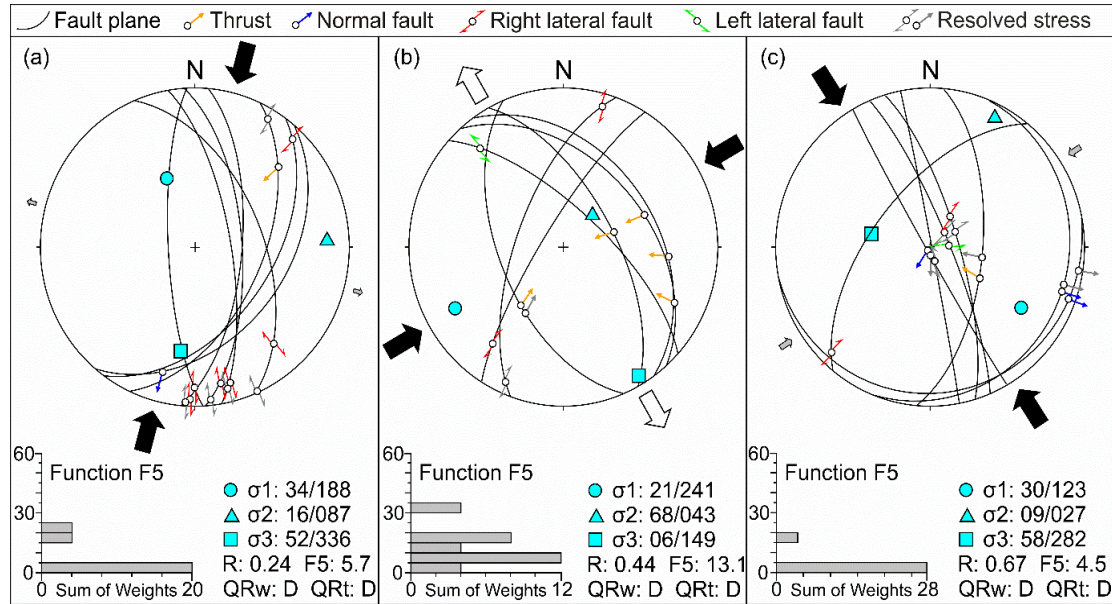 Fault plane Thrust Normal fault Right lateral fault Left lateral fault Resolved stress
(a)
N
60
Function F5
30
0
0 Sum of Weights 20
σ1: 34/188
σ2: 16/087
σ3: 52/336
R: 0.24 F5: 5.7
QRw: D QRt: D
(b)
N
60
Function F5
30
0
0 Sum of Weights 12
σ1: 21/241
σ2: 68/043
σ3: 06/149
R: 0.44 F5: 13.1
QRw: D QRt: D
(c)
N
60
Function F5
30
0
0 Sum of Weights 28
σ1: 30/123
σ2: 09/027
σ3: 58/282
R: 0.67 F5: 4.5
QRw: D QRt: D